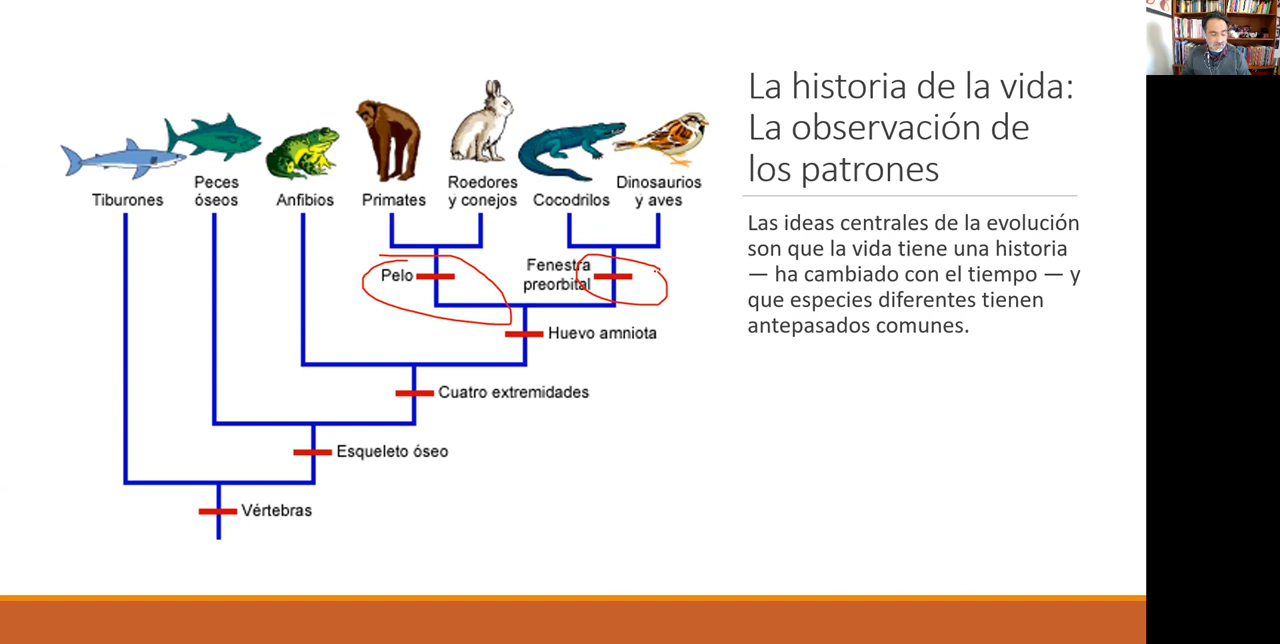 La historia de la vida:
La observación de
los patrones
Las ideas centrales de la evolución
son que la vida tiene una historia
— ha cambiado con el tiempo — y
que especies diferentes tienen
antepasados comunes.
Tiburones
Peces
óseos
Anfibios
Primates
Roedores
y conejos
Cocodrilos
Dinosaurios
y aves
Pelo
Fenestra
preorbital
Huevo amniota
Cuatro extremidades
Esqueleto óseo
Vértebras